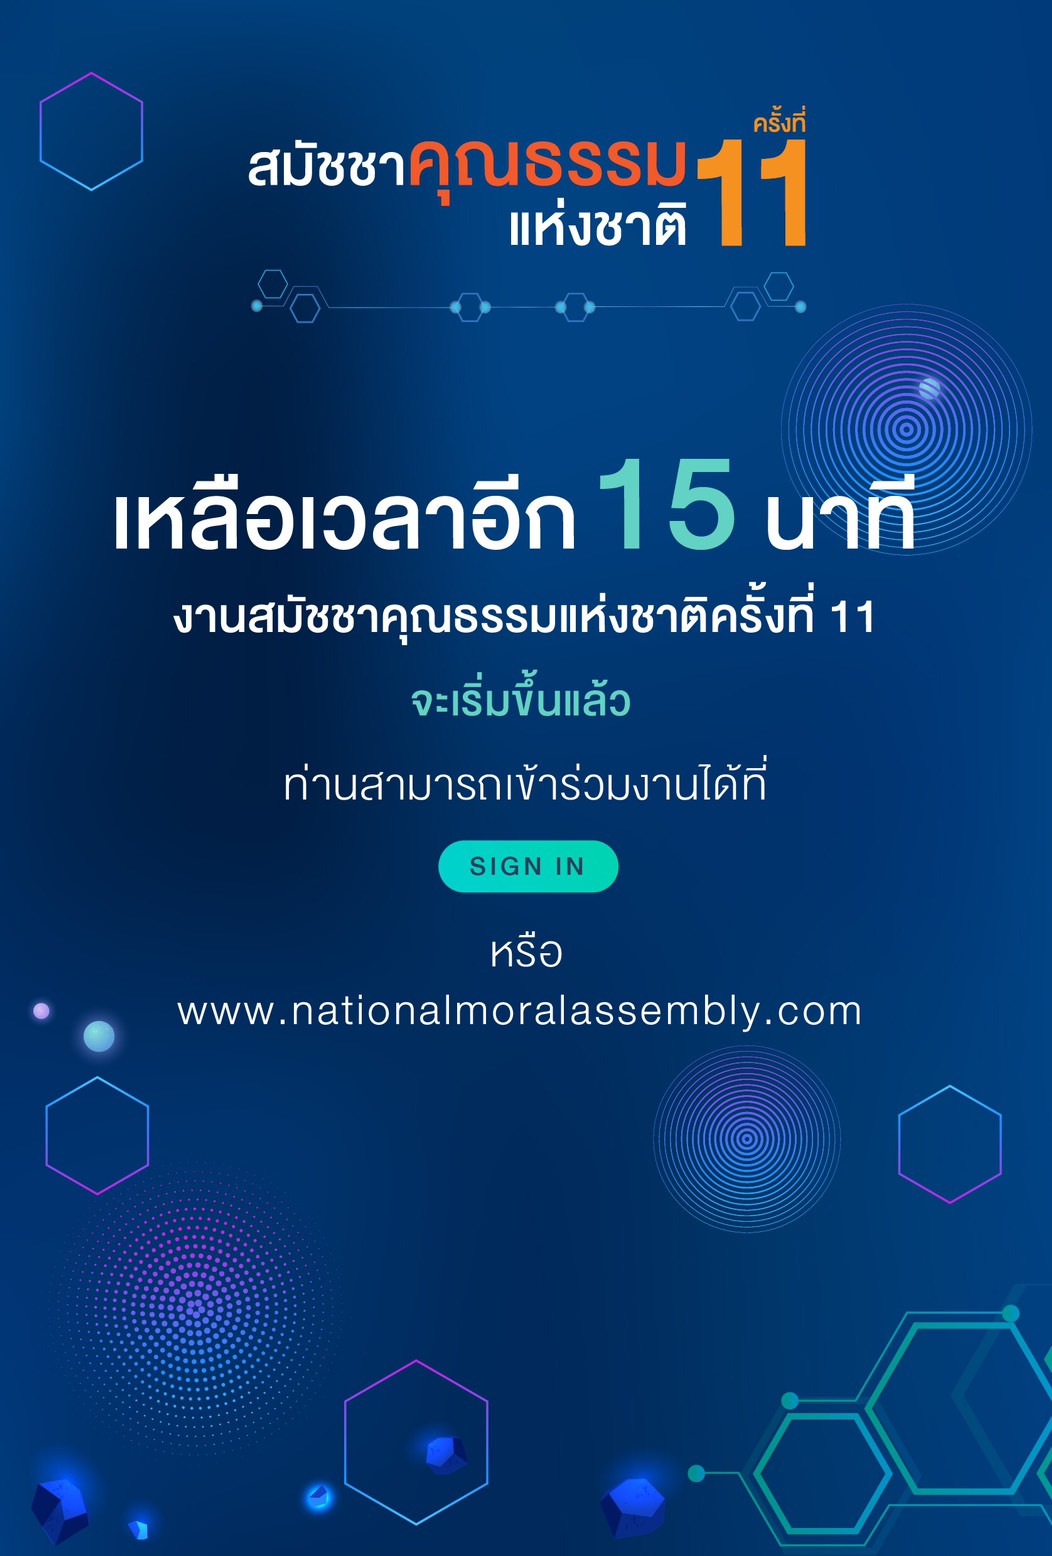 ครั้งที่
สมัชชาคุณธรรม 11
แห่งชาติ
เหลือเวลาอีก 15 นาที
งานสมัชชาคุณธรรมแห่งชาติครั้งที่ 11
จะเริ่มขึ้นแล้ว
ท่านสามารถเข้าร่วมงานได้ที่
SIGN IN
หรือ
www.nationalmoralassembly.com